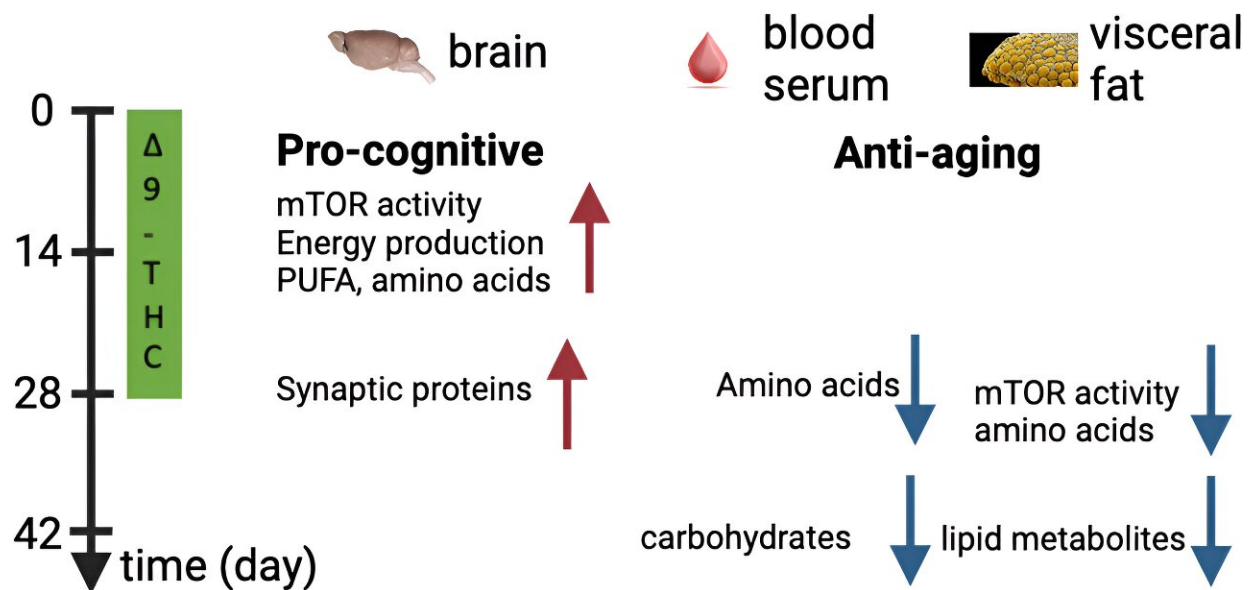 brain
blood
serum
visceral
fat
0
14
28
42
time (day)
Δ
9
-
T
H
C
Pro-cognitive
mTOR activity
Energy production
PUFA, amino acids
Synaptic proteins
Anti-aging
Amino acids
mTOR activity
amino acids
carbohydrates
lipid metabolites